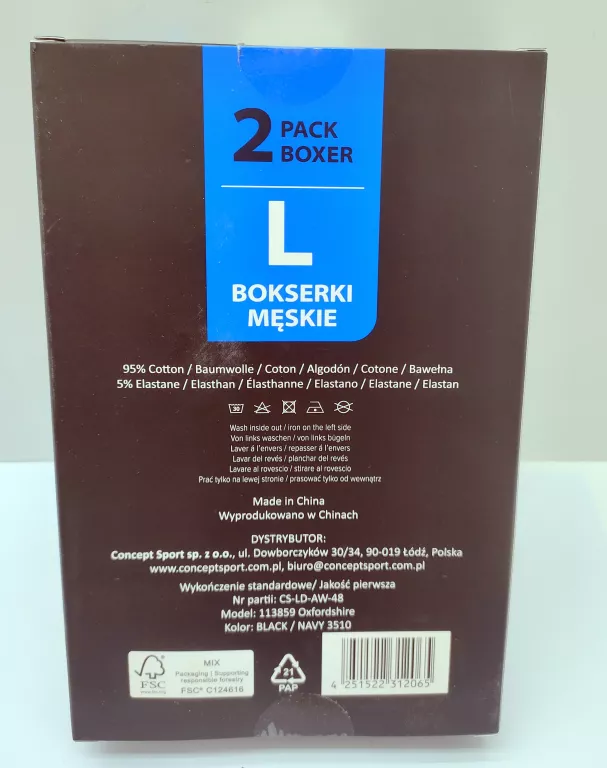 2 PACK
BOXER
L
BOKSERKI
MĘSKIE
95% Cotton / Baumwolle / Coton / Algodón / Cotone / Bawełna
5% Elastane / Elasthan / Élasthanne / Elastano / Elastane / Elastan
30
Wash inside out / iron on the left side
Von links waschen / von links bügeln
Laver á l'envers / repasser á l'envers
Lavar del revés / planchar del revés
Lavare al rovescio / stirare al rovescio
Prać tylko na lewej stronie / prasować tylko od wewnątrz
Made in China
Wyprodukowano w Chinach
DYSTRYBUTOR:
Concept Sport sp. z o.o., ul. Dowborczyków 30/34, 90-019 Łódź, Polska
www.conceptsport.com.pl, biuro@conceptsport.com.pl
Wykończenie standardowe/ Jakość pierwsza
Nr partii: CS-LD-AW-48
Model: 113859 Oxfordshire
Kolor: BLACK / NAVY 3510
FSC
www.fsc.org
MIX
Packaging | Supporting
responsible forestry
FSC® C124616
21
PAP
4 251522 312065